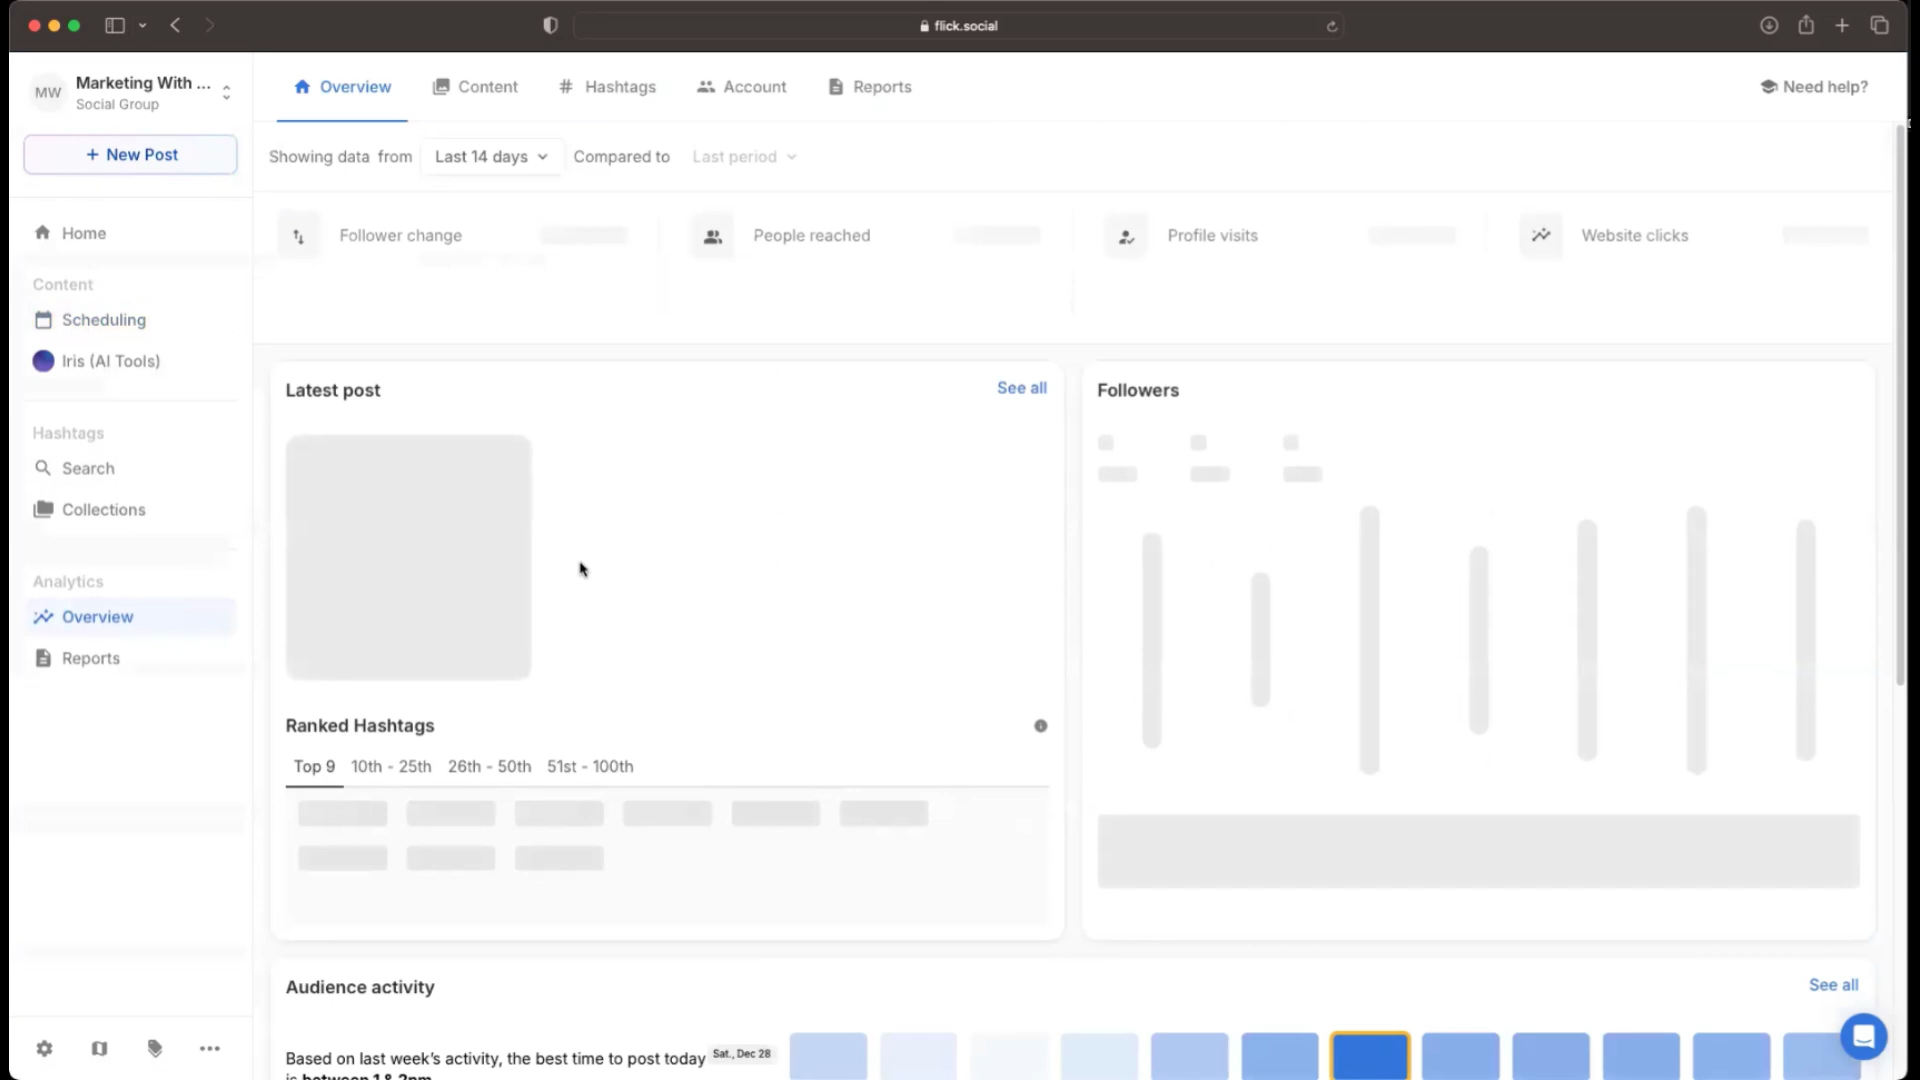 flick.social
MW
Marketing With ...
Social Group
Overview
Content
Hashtags
Account
Reports
Need help?
+ New Post
Showing data from
Last 14 days
Compared to
Last period
Home
Follower change
People reached
Profile visits
Website clicks
Content
Scheduling
Iris (AI Tools)
Latest post
See all
Followers
Hashtags
Search
Collections
Analytics
Overview
Reports
Ranked Hashtags
Top 9
10th - 25th
26th - 50th
51st - 100th
Audience activity
See all
Based on last week's activity, the best time to post today
Sat., Dec 28
is between 1 & 2pm